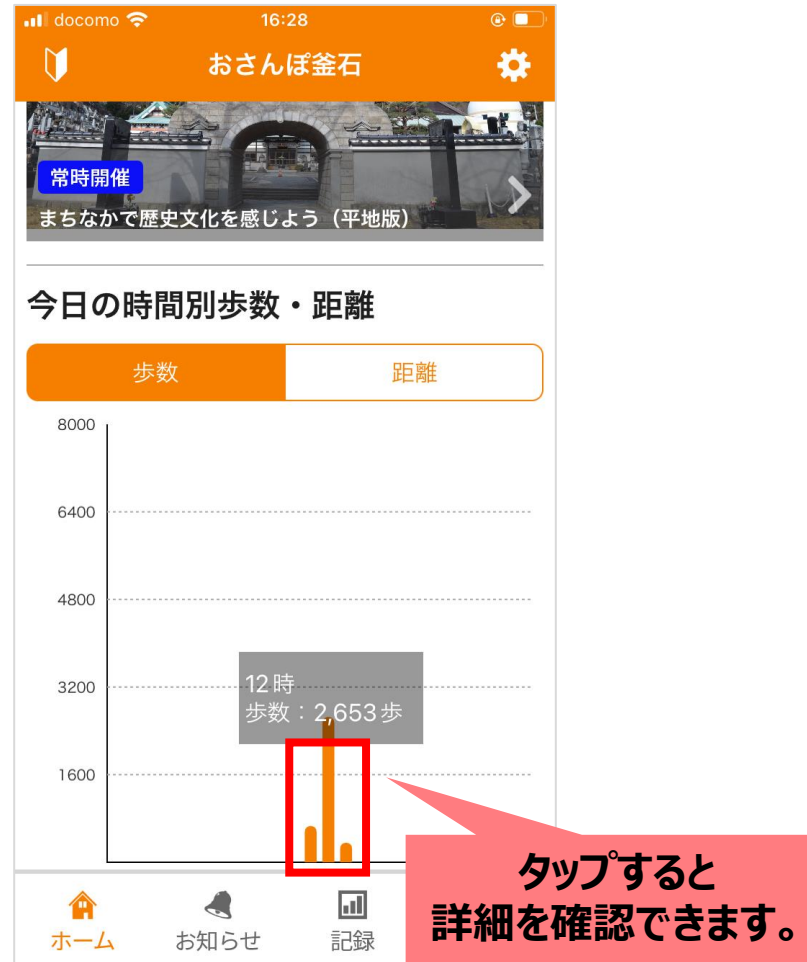 docomo 16:28
おさんぽ釜石
常時開催
まちなかで歴史文化を感じよう（平地版）
今日の時間別歩数・距離
歩数 距離
8000
6400
4800
3200
1600
12時
歩数：2,653歩
タップすると
詳細を確認できます。
ホーム お知らせ 記録